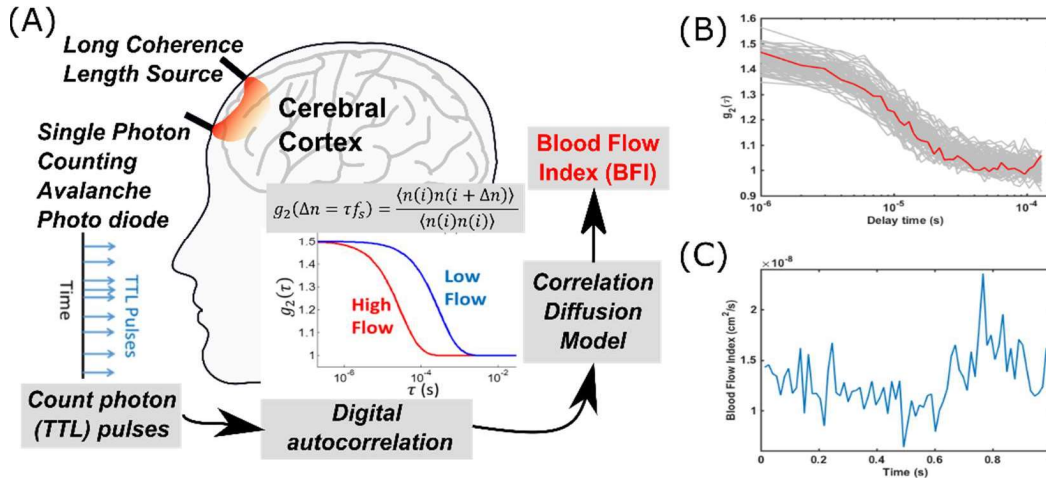 (A)
Long Coherence
Length Source
Single Photon
Counting
Avalanche
Photo diode
Cerebral
Cortex
Time
TTL Pulses
Count photon
(TTL) pulses
Digital
autocorrelation
g₂(Δn = τfₛ) = ⟨n(i)n(i + Δn)⟩ / ⟨n(i)n(i)⟩
g₂(τ)
1.5
1.4
1.3
1.2
1.1
1
High
Flow
Low
Flow
10⁻⁶
10⁻⁴
10⁻²
τ (s)
Correlation
Diffusion
Model
Blood Flow
Index (BFI)
(B)
g₂(τ)
1.6
1.5
1.4
1.3
1.2
1.1
1
0.9
10⁻⁶
10⁻⁵
10⁻⁴
Delay time (s)
(C)
×10⁻⁸
Blood Flow Index (cm²/s)
2
1.5
1
0
0.2
0.4
0.6
0.8
Time (s)